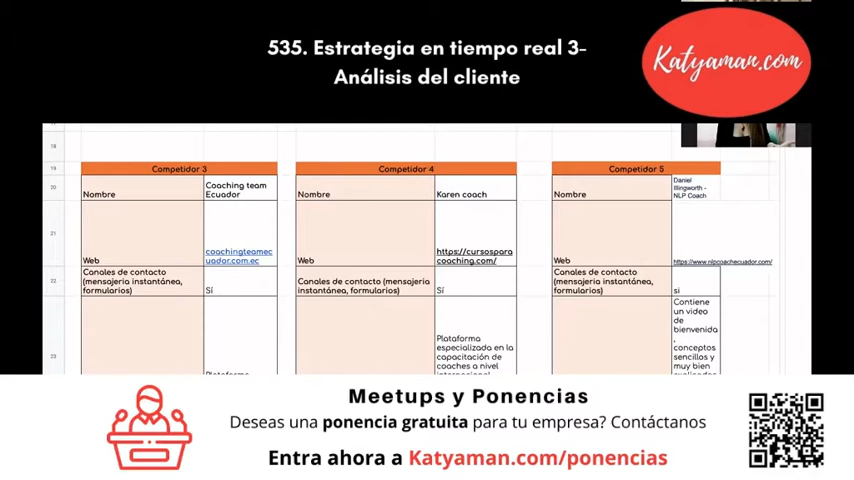 535. Estrategia en tiempo real 3-
Análisis del cliente
Katyaman.com
18
19
Competidor 3
Competidor 4
Competidor 5
20
Nombre
Coaching team
Ecuador
Nombre
Karen coach
Nombre
Daniel
Illingworth -
NLP Coach
21
Web
coachingteamec
uador.com.ec
Web
https://cursospara
coaching.com/
Web
https://www.nlpcoachecuador.com/
22
Canales de contacto
(mensajeria instantánea,
formularios)
Sí
Canales de contacto (mensajeria
instantánea, formularios)
Sí
Canales de contacto
(mensajeria instantánea,
formularios)
si
23
Plataforma
especializada en la
capacitación de
coaches a nivel
Contiene
un video
de
bienvenida
,
conceptos
sencillos y
muy bien
Meetups y Ponencias
Deseas una ponencia gratuita para tu empresa? Contáctanos
Entra ahora a Katyaman.com/ponencias